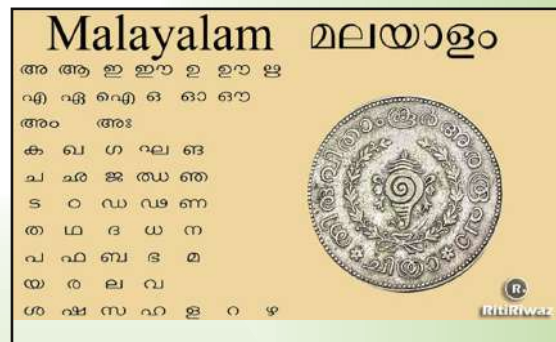 Malayalam മലയാളം
അ ആ ഇ ഈ ഉ ഊ ഋ
എ ഏ ഐ ഒ ഓ ഔ
അം അഃ
ക ഖ ഗ ഘ ങ
ച ഛ ജ ഝ ഞ
ട ഠ ഡ ഢ ണ
ത ഥ ദ ധ ന
പ ഫ ബ ഭ മ
യ ര ല വ
ശ ഷ സ ഹ ള റ ഴ
ചിത്രാ
R.
RitiRiwaz